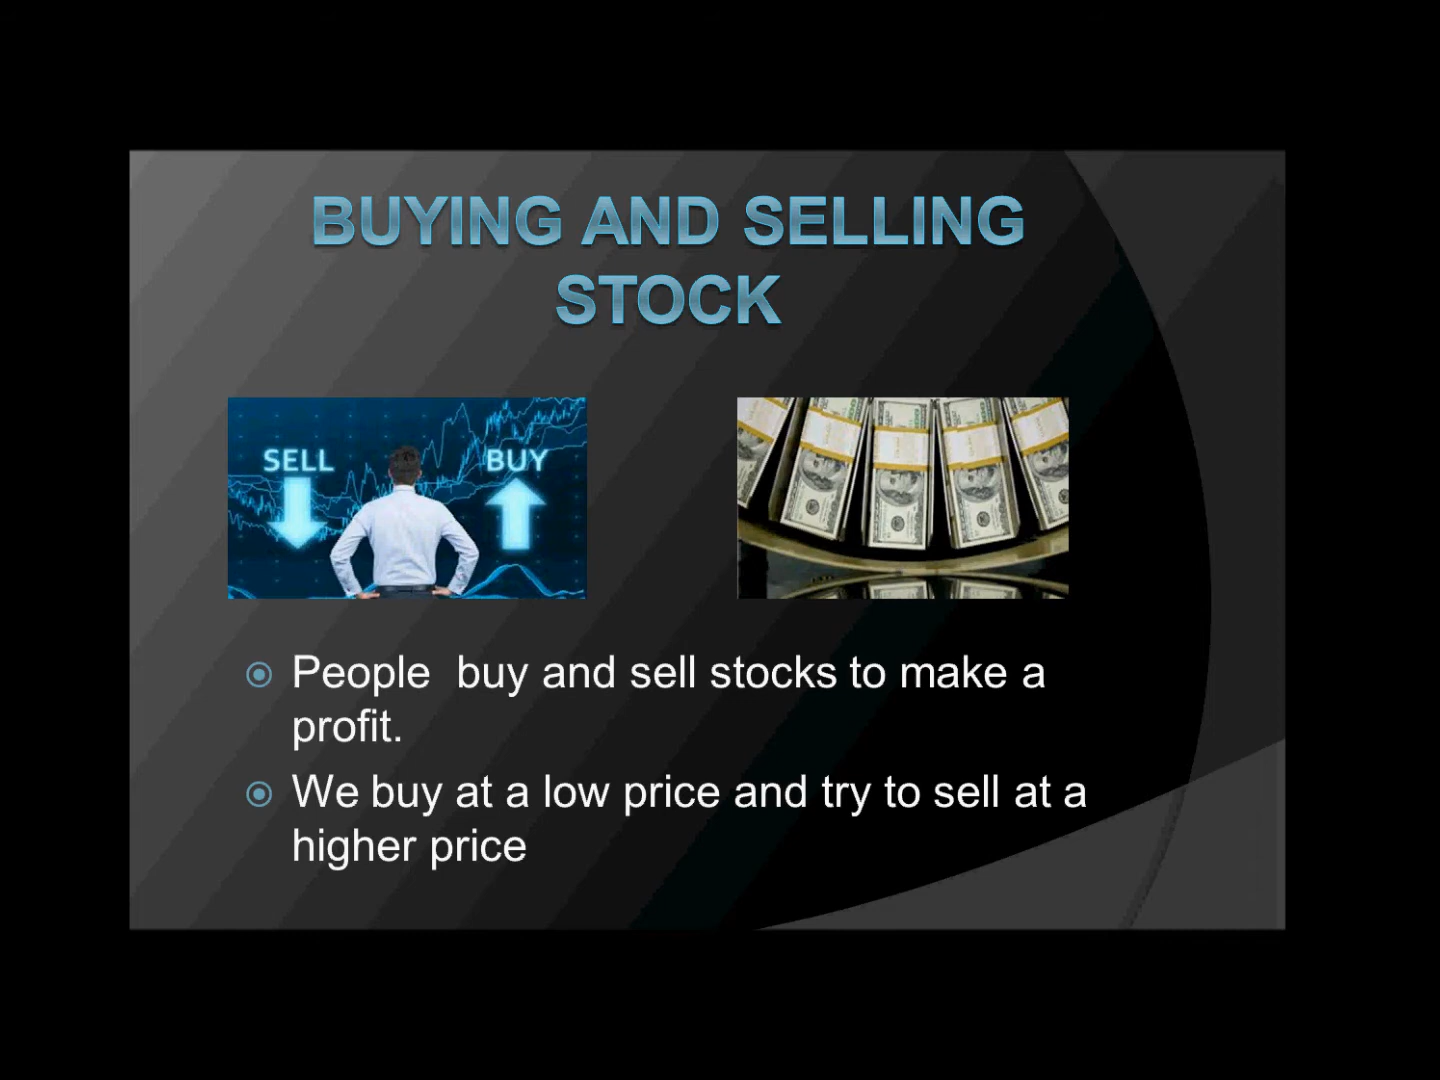 BUYING AND SELLING
STOCK
SELL
BUY
People  buy and sell stocks to make a
profit.
We buy at a low price and try to sell at a
higher price